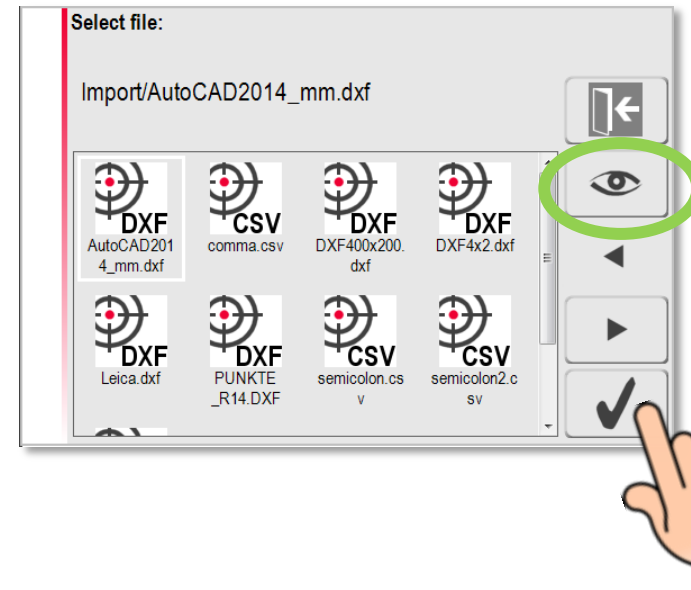 Select file:
Import/AutoCAD2014_mm.dxf
DXF
CSV
DXF
DXF
AutoCAD201
4_mm.dxf
comma.csv
DXF400x200.
dxf
DXF4x2.dxf
DXF
DXF
CSV
CSV
Leica.dxf
PUNKTE
_R14.DXF
semicolon.cs
v
semicolon2.c
sv